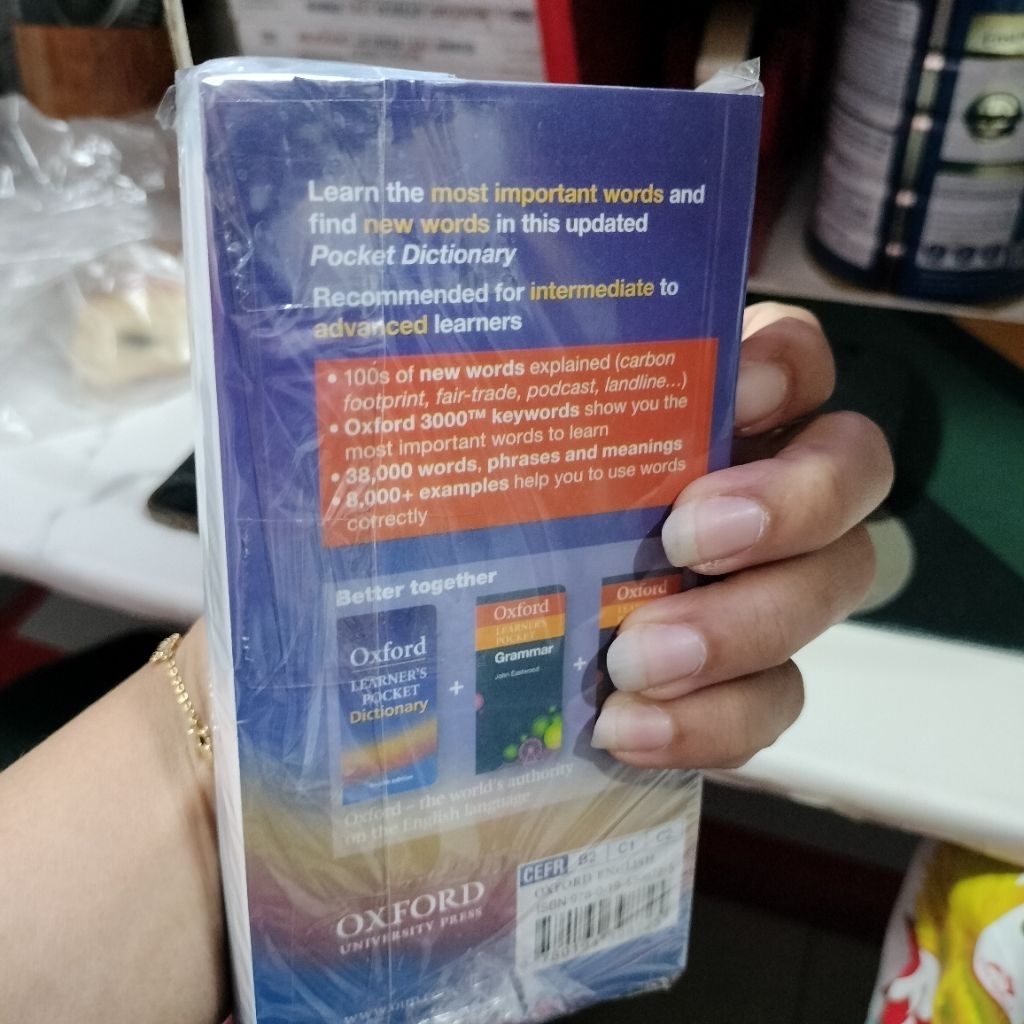 Learn the most important words and
find new words in this updated
Pocket Dictionary
Recommended for intermediate to
advanced learners
• 100s of new words explained (carbon
footprint, fair-trade, podcast, landline...)
• Oxford 3000™ keywords show you the
most important words to learn
• 38,000 words, phrases and meanings
• 8,000+ examples help you to use words
correctly
Better together
Oxford
LEARNER'S
POCKET
Dictionary
+
Oxford
LEARNER'S
POCKET
Grammar
John Eastwood
+
Oxford
Oxford – the world's authority
on the English language
CEFR B2 C1 C2
OXFORD ENGLISH
ISBN
OXFORD
UNIVERSITY PRESS